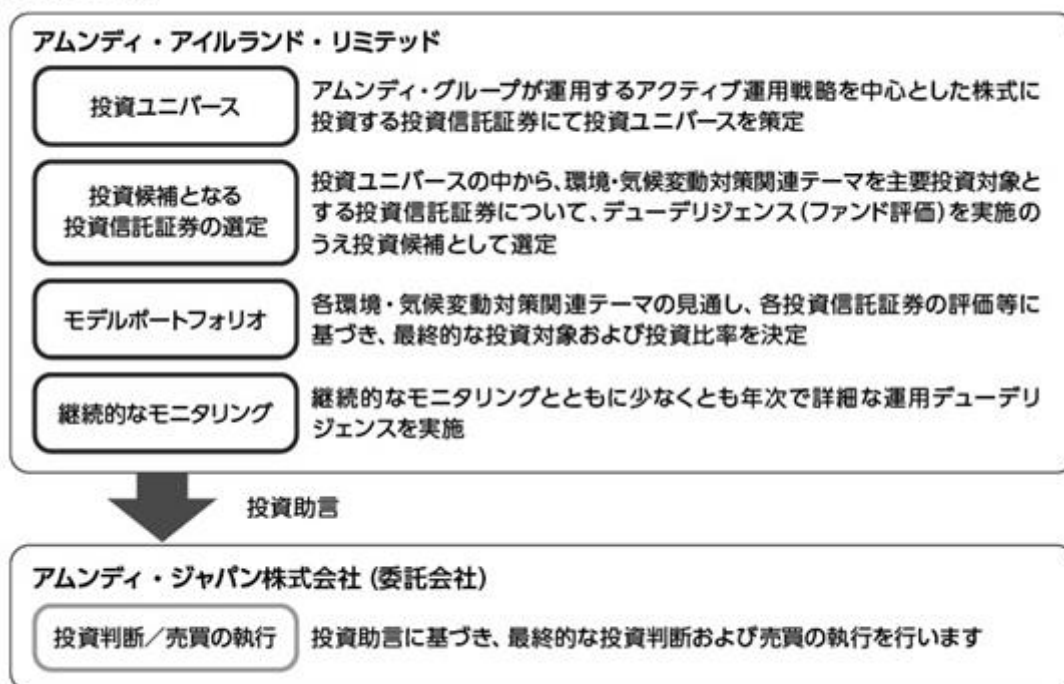 アムンディ・アイルランド・リミテッド
投資ユニバース
アムンディ・グループが運用するアクティブ運用戦略を中心とした株式に
投資する投資信託証券にて投資ユニバースを策定
投資候補となる
投資信託証券の選定
投資ユニバースの中から、環境・気候変動対策関連テーマを主要投資対象と
する投資信託証券について、デューデリジェンス(ファンド評価)を実施の
うえ投資候補として選定
モデルポートフォリオ
各環境・気候変動対策関連テーマの見通し、各投資信託証券の評価等に
基づき、最終的な投資対象および投資比率を決定
継続的なモニタリング
継続的なモニタリングとともに少なくとも年次で詳細な運用デューデリ
ジェンスを実施
投資助言
アムンディ・ジャパン株式会社(委託会社)
投資判断/売買の執行
投資助言に基づき、最終的な投資判断および売買の執行を行います